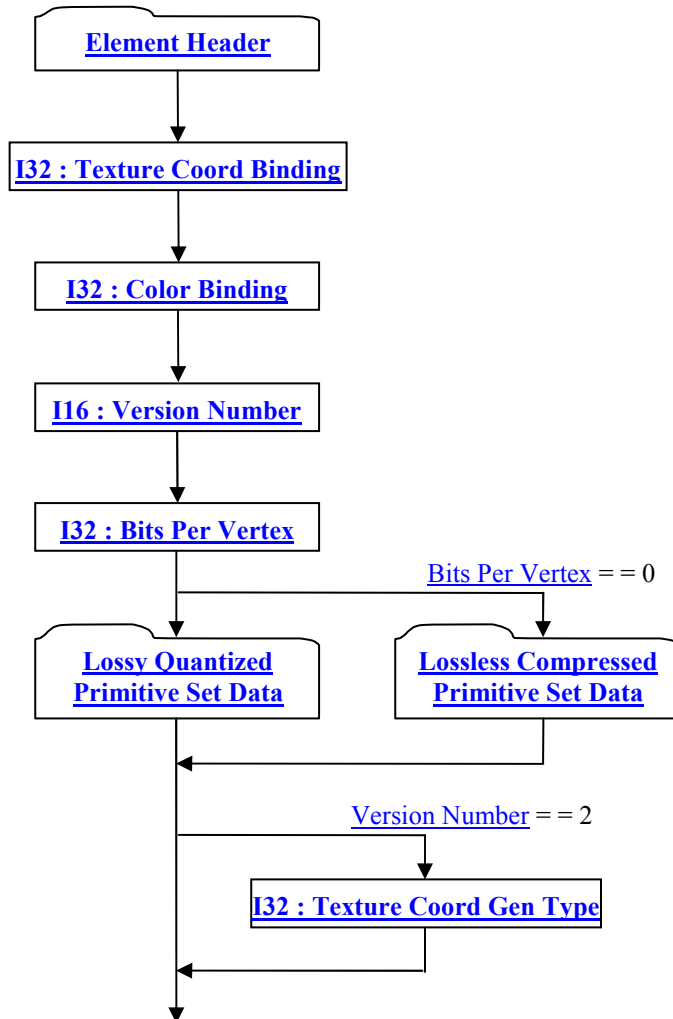 Element Header
I32 : Texture Coord Binding
I32 : Color Binding
I16 : Version Number
I32 : Bits Per Vertex
Bits Per Vertex = = 0
Lossy Quantized
Primitive Set Data
Lossless Compressed
Primitive Set Data
Version Number = = 2
I32 : Texture Coord Gen Type